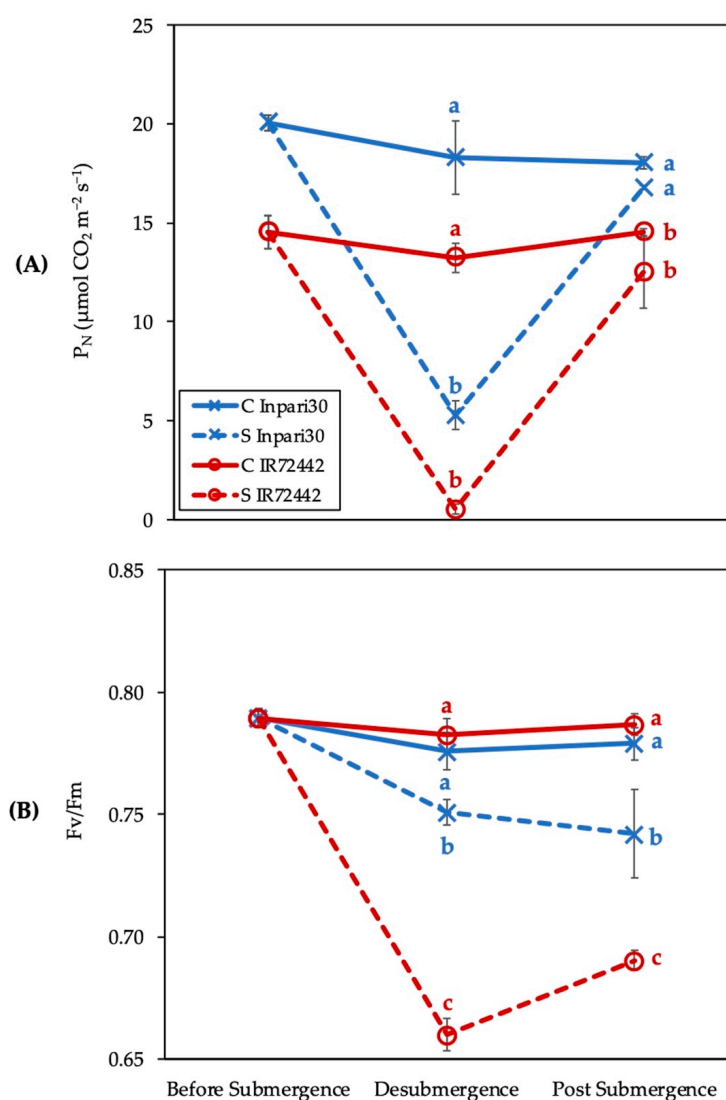 25
20
15
10
5
0
(A)
P_N (µmol CO₂ m⁻² s⁻¹)
a
a
a
a
b
b
b
b
C Inpari30
S Inpari30
C IR72442
S IR72442
0.85
0.80
0.75
0.70
0.65
(B)
Fv/Fm
a
a
a
a
b
b
c
c
Before Submergence Desubmergence Post Submergence